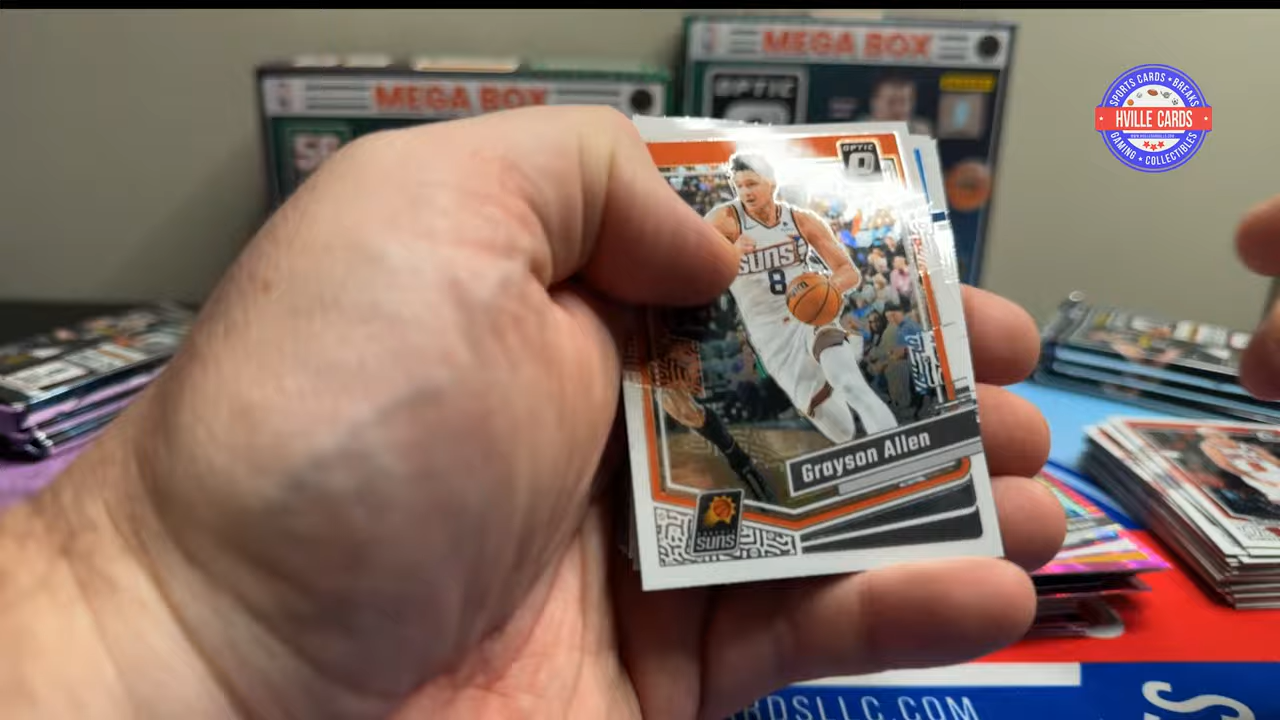 MEGA BOX
MEGA BOX
OPTIC
SPORTS CARDS • BREAKS
HVILLE CARDS
GAMING • COLLECTIBLES
OPTIC
SUNS
8
Grayson Allen
SUNS
RDSLLC.COM
S